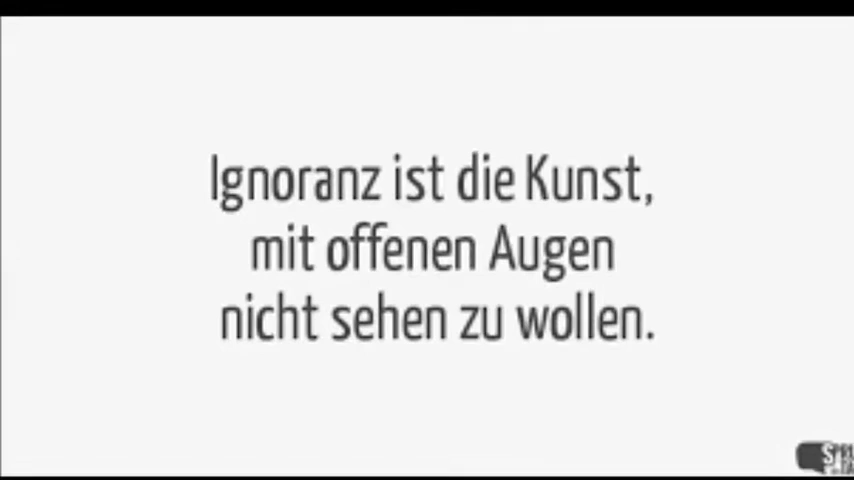 Ignoranz ist die Kunst,
mit offenen Augen
nicht sehen zu wollen.